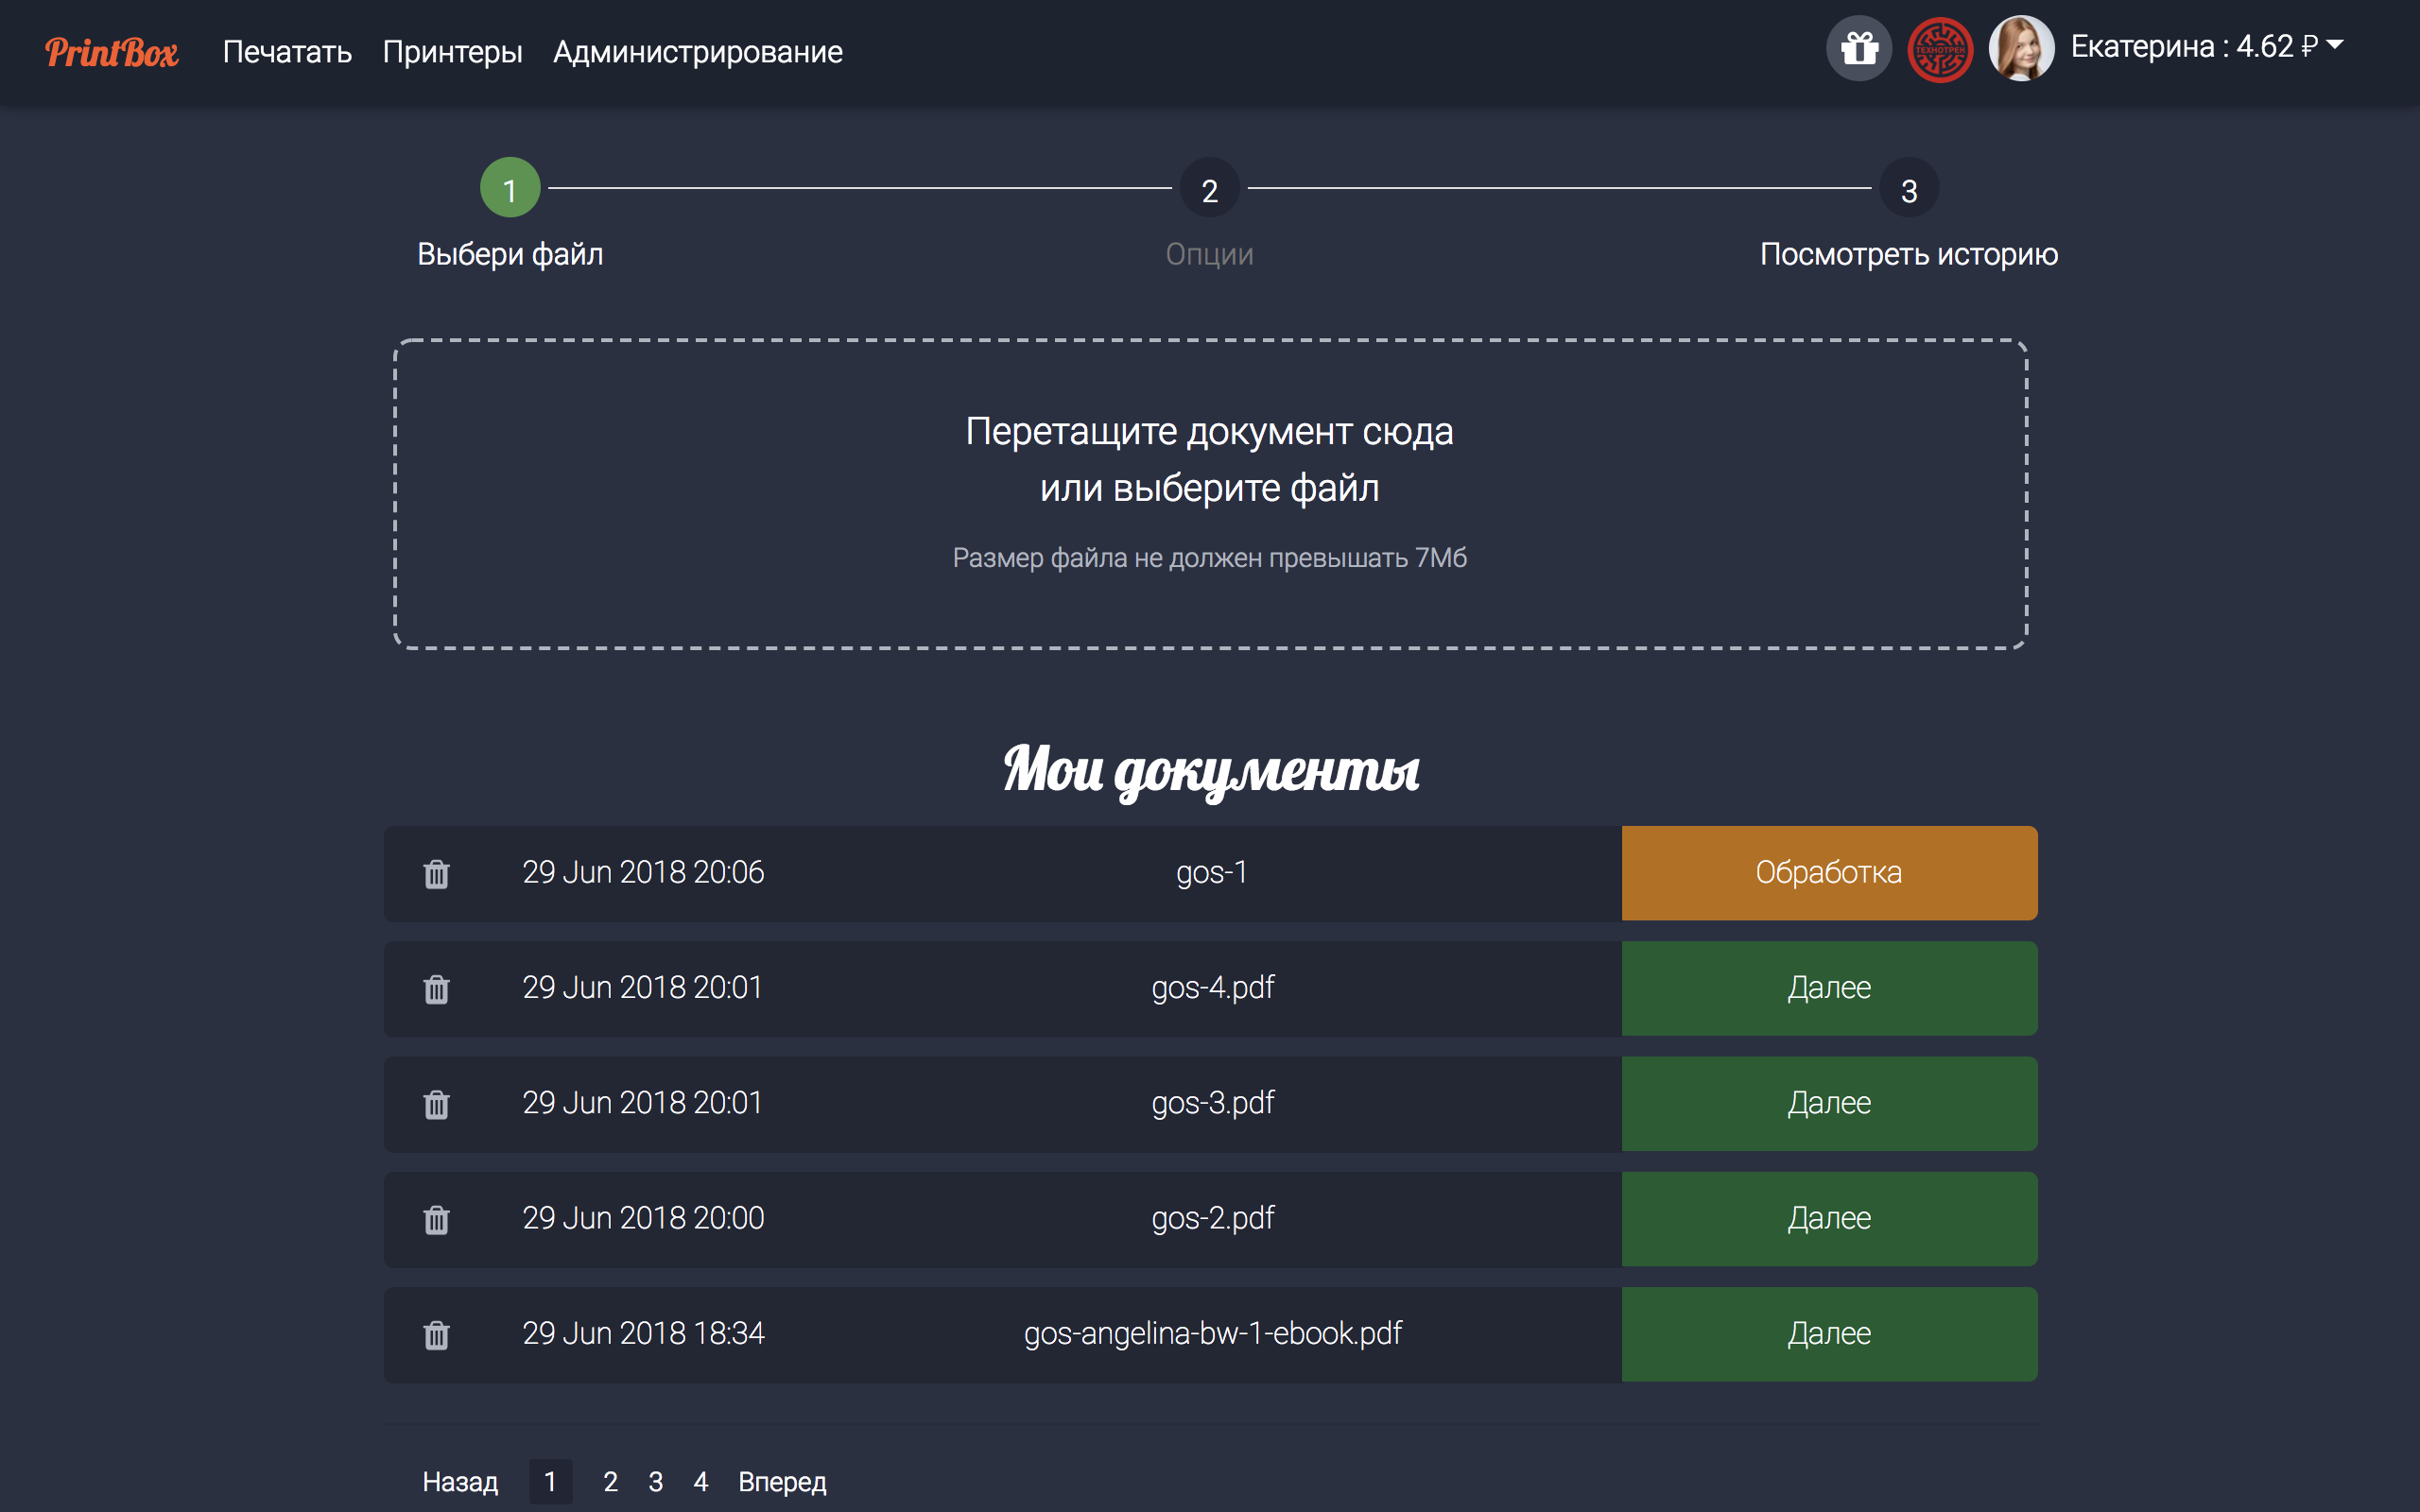 PrintBox Печатать Принтеры Администрирование ТЕХНОТРЕК Екатерина : 4.62 ₽
1 2 3
Выбери файл Опции Посмотреть историю
Перетащите документ сюда
или выберите файл
Размер файла не должен превышать 7Мб
Мои документы
29 Jun 2018 20:06 gos-1 Обработка
29 Jun 2018 20:01 gos-4.pdf Далее
29 Jun 2018 20:01 gos-3.pdf Далее
29 Jun 2018 20:00 gos-2.pdf Далее
29 Jun 2018 18:34 gos-angelina-bw-1-ebook.pdf Далее
Назад 1 2 3 4 Вперед